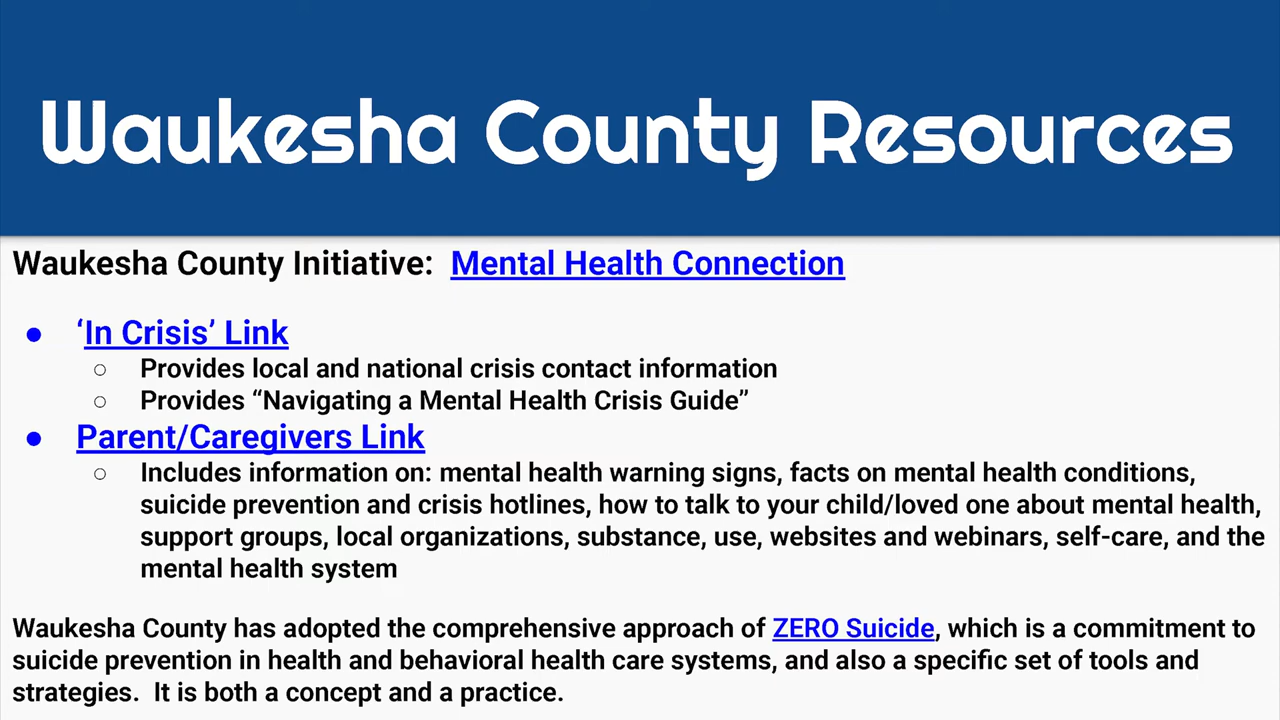 Waukesha County Resources
Waukesha County Initiative: Mental Health Connection
● ‘In Crisis’ Link
○ Provides local and national crisis contact information
○ Provides “Navigating a Mental Health Crisis Guide”
● Parent/Caregivers Link
○ Includes information on: mental health warning signs, facts on mental health conditions,
suicide prevention and crisis hotlines, how to talk to your child/loved one about mental health,
support groups, local organizations, substance, use, websites and webinars, self-care, and the
mental health system
Waukesha County has adopted the comprehensive approach of ZERO Suicide, which is a commitment to
suicide prevention in health and behavioral health care systems, and also a specific set of tools and
strategies. It is both a concept and a practice.